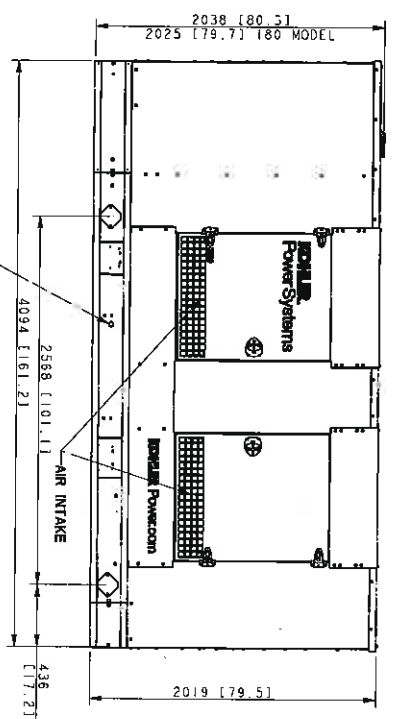 2038 [80.3]
2025 [79.7] 180 MODEL
KOHLER
Power Systems
KOHLER Power.com
AIR INTAKE
2568 [101.1]
4094 [161.2]
436
[17.2]
2019 [79.5]